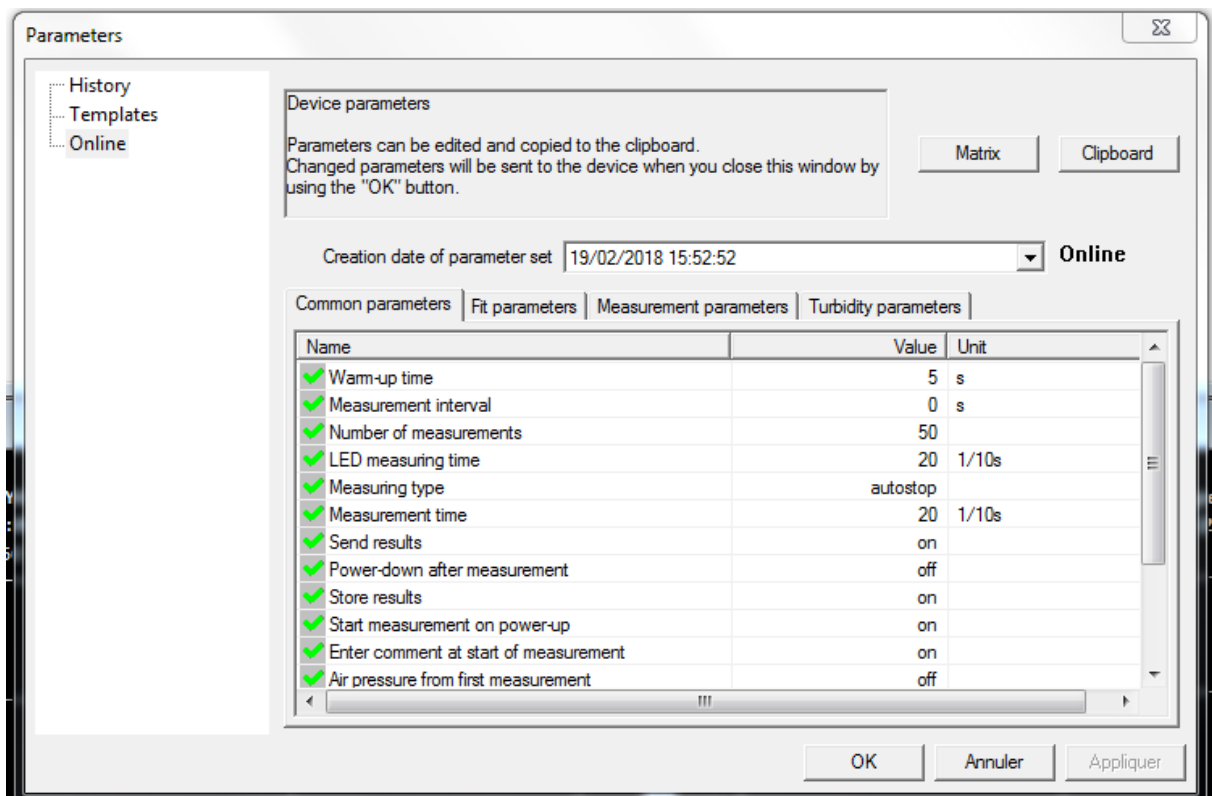 Parameters
History
Templates
Online
Device parameters
Parameters can be edited and copied to the clipboard.
Changed parameters will be sent to the device when you close this window by
using the "OK" button.
Matrix
Clipboard
Creation date of parameter set 19/02/2018 15:52:52 Online
Common parameters Fit parameters Measurement parameters Turbidity parameters
Name Value Unit
Warm-up time 5 s
Measurement interval 0 s
Number of measurements 50
LED measuring time 20 1/10s
Measuring type autostop
Measurement time 20 1/10s
Send results on
Power-down after measurement off
Store results on
Start measurement on power-up on
Enter comment at start of measurement on
Air pressure from first measurement off
OK Annuler Appliquer